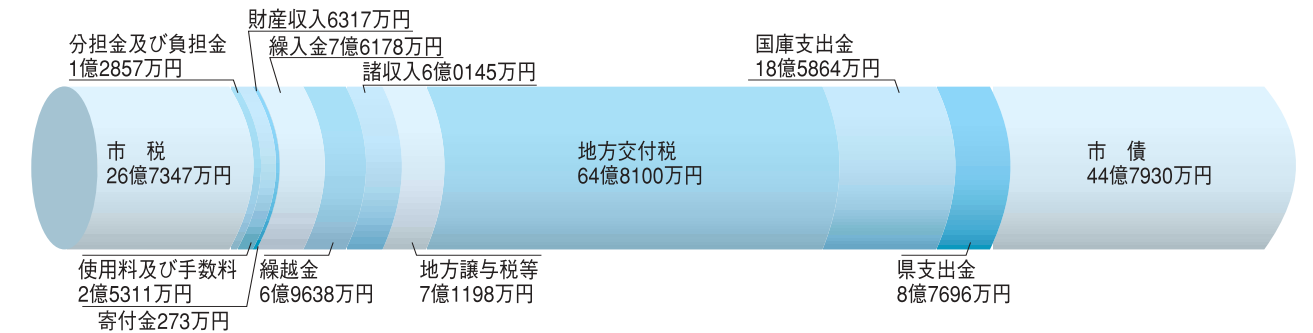 財産収入6317万円
分担金及び負担金
1億2857万円
繰入金7億6178万円
諸収入6億0145万円
国庫支出金
18億5864万円
市　税
26億7347万円
地方交付税
64億8100万円
市　債
44億7930万円
使用料及び手数料
2億5311万円
寄付金273万円
繰越金
6億9638万円
地方譲与税等
7億1198万円
県支出金
8億7696万円